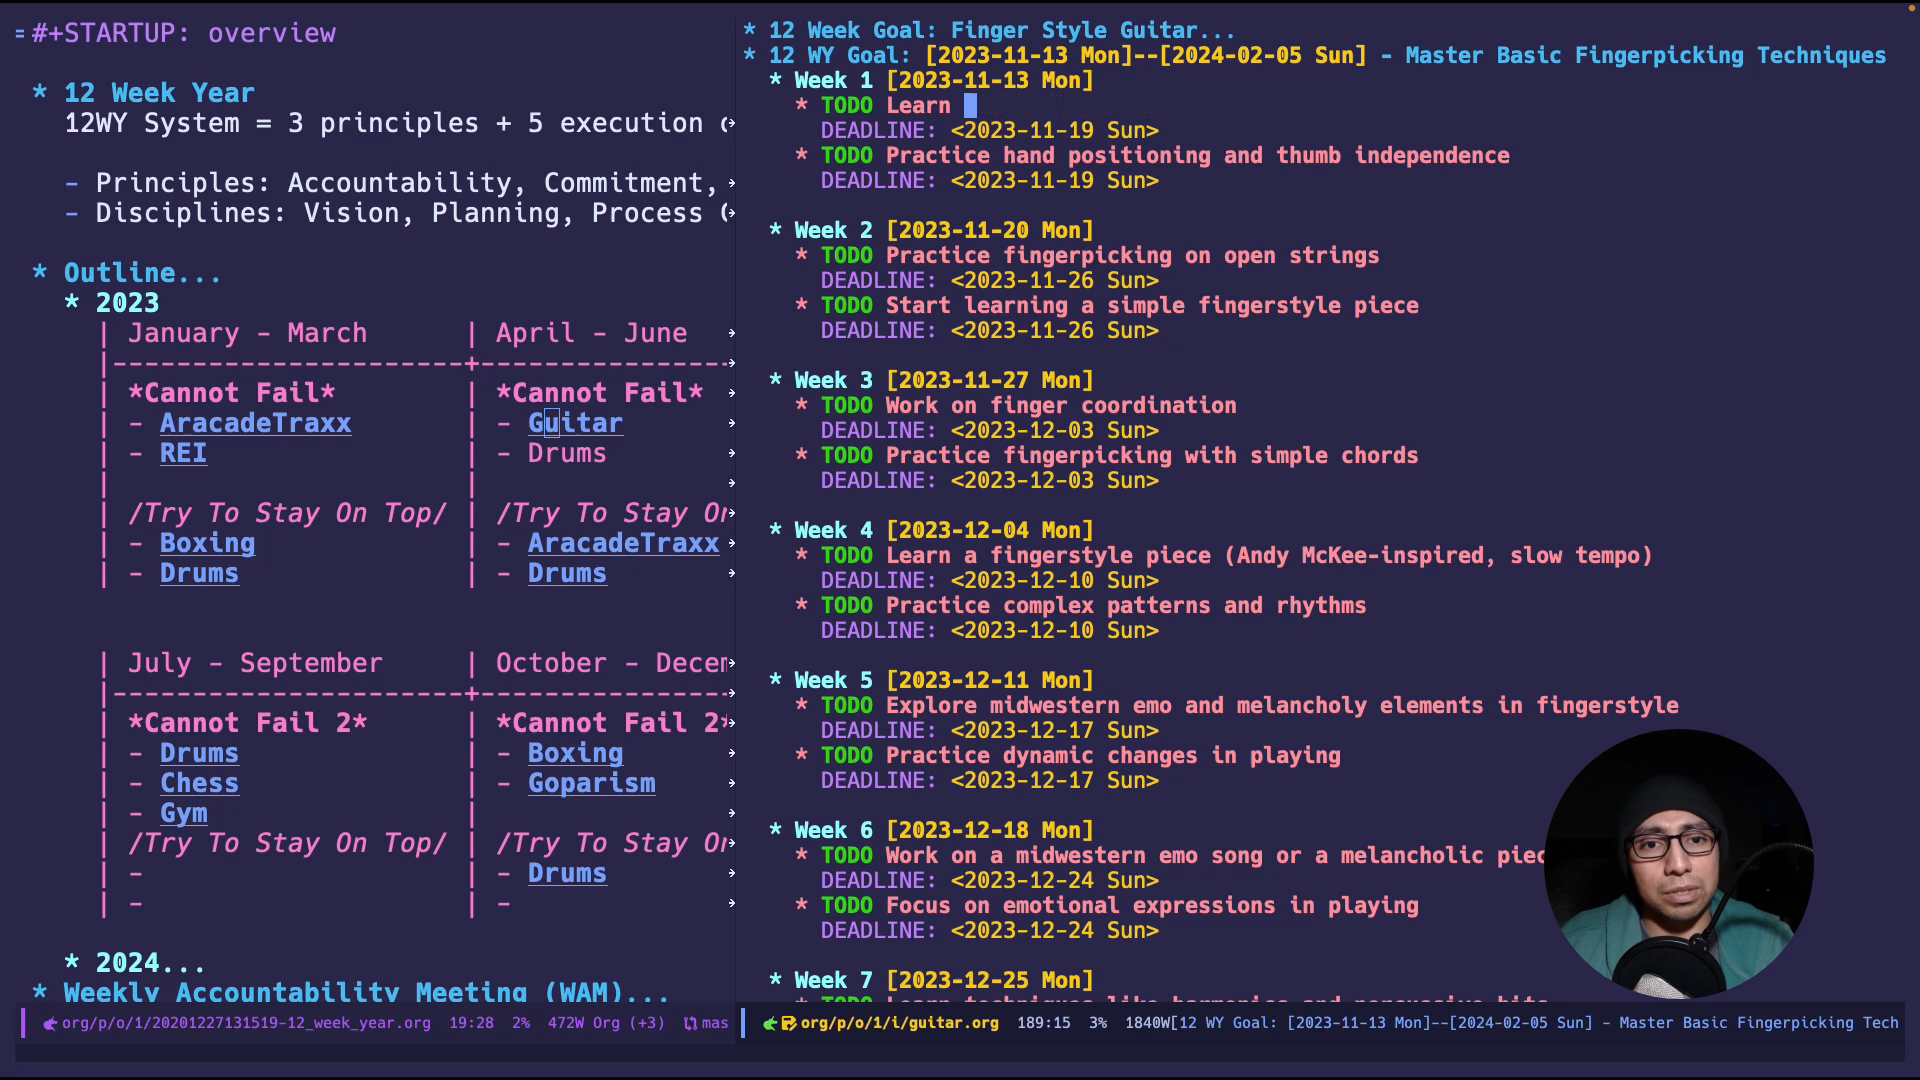 #+STARTUP: overview
* 12 Week Year
12WY System = 3 principles + 5 execution
- Principles: Accountability, Commitment,
- Disciplines: Vision, Planning, Process
* Outline...
* 2023
| January - March | April - June
|----------------------+----------------
| *Cannot Fail* | *Cannot Fail*
| - AracadeTraxx | - Guitar
| - REI | - Drums
| |
| /Try To Stay On Top/ | /Try To Stay
| - Boxing | - AracadeTraxx
| - Drums | - Drums
| July - September | October -
|----------------------+----------------
| *Cannot Fail 2* | *Cannot Fail 2*
| - Drums | - Boxing
| - Chess | - Goparism
| - Gym |
| /Try To Stay On Top/ | /Try To Stay
| - | - Drums
| - | -
* 2024...
* Weekly Accountability Meeting (WAM)...
org/p/o/1/20201227131519-12_week_year.org 19:28 2% 472W Org (+3) mas
* 12 Week Goal: Finger Style Guitar...
* 12 WY Goal: [2023-11-13 Mon]--[2024-02-05 Sun] - Master Basic Fingerpicking Techniques
* Week 1 [2023-11-13 Mon]
* TODO Learn
DEADLINE: <2023-11-19 Sun>
* TODO Practice hand positioning and thumb independence
DEADLINE: <2023-11-19 Sun>
* Week 2 [2023-11-20 Mon]
* TODO Practice fingerpicking on open strings
DEADLINE: <2023-11-26 Sun>
* TODO Start learning a simple fingerstyle piece
DEADLINE: <2023-11-26 Sun>
* Week 3 [2023-11-27 Mon]
* TODO Work on finger coordination
DEADLINE: <2023-12-03 Sun>
* TODO Practice fingerpicking with simple chords
DEADLINE: <2023-12-03 Sun>
* Week 4 [2023-12-04 Mon]
* TODO Learn a fingerstyle piece (Andy McKee-inspired, slow tempo)
DEADLINE: <2023-12-10 Sun>
* TODO Practice complex patterns and rhythms
DEADLINE: <2023-12-10 Sun>
* Week 5 [2023-12-11 Mon]
* TODO Explore midwestern emo and melancholy elements in fingerstyle
DEADLINE: <2023-12-17 Sun>
* TODO Practice dynamic changes in playing
DEADLINE: <2023-12-17 Sun>
* Week 6 [2023-12-18 Mon]
* TODO Work on a midwestern emo song or a melancholic piec
DEADLINE: <2023-12-24 Sun>
* TODO Focus on emotional expressions in playing
DEADLINE: <2023-12-24 Sun>
* Week 7 [2023-12-25 Mon]
* TODO Learn techniques like harmonics and percussive hits
org/p/o/1/i/guitar.org 189:15 3% 1840W[12 WY Goal: [2023-11-13 Mon]--[2024-02-05 Sun] - Master Basic Fingerpicking Tech